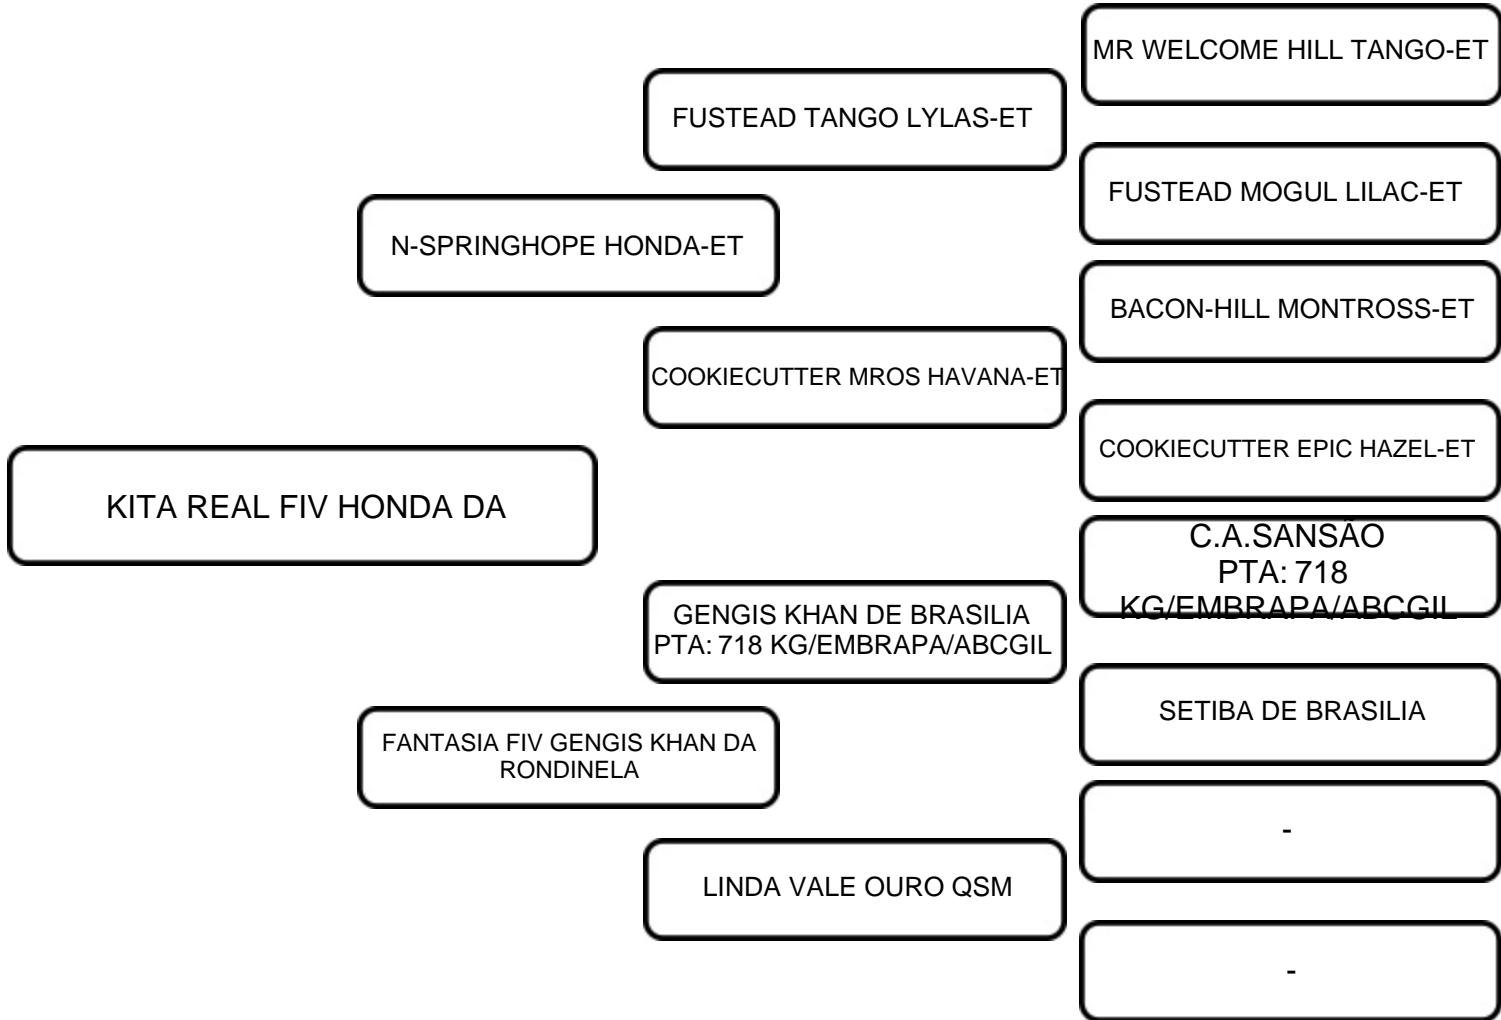 MR WELCOME HILL TANGO-ET
FUSTEAD TANGO LYLAS-ET
FUSTEAD MOGUL LILAC-ET
N-SPRINGHOPE HONDA-ET
BACON-HILL MONTROSS-ET
COOKIECUTTER MROS HAVANA-ET
COOKIECUTTER EPIC HAZEL-ET
KITA REAL FIV HONDA DA
C.A.SANSÃO
PTA: 718
KG/EMBRAPA/ABCGIL
GENGIS KHAN DE BRASILIA
PTA: 718 KG/EMBRAPA/ABCGIL
SETIBA DE BRASILIA
FANTASIA FIV GENGIS KHAN DA
RONDINELA
-
LINDA VALE OURO QSM
-